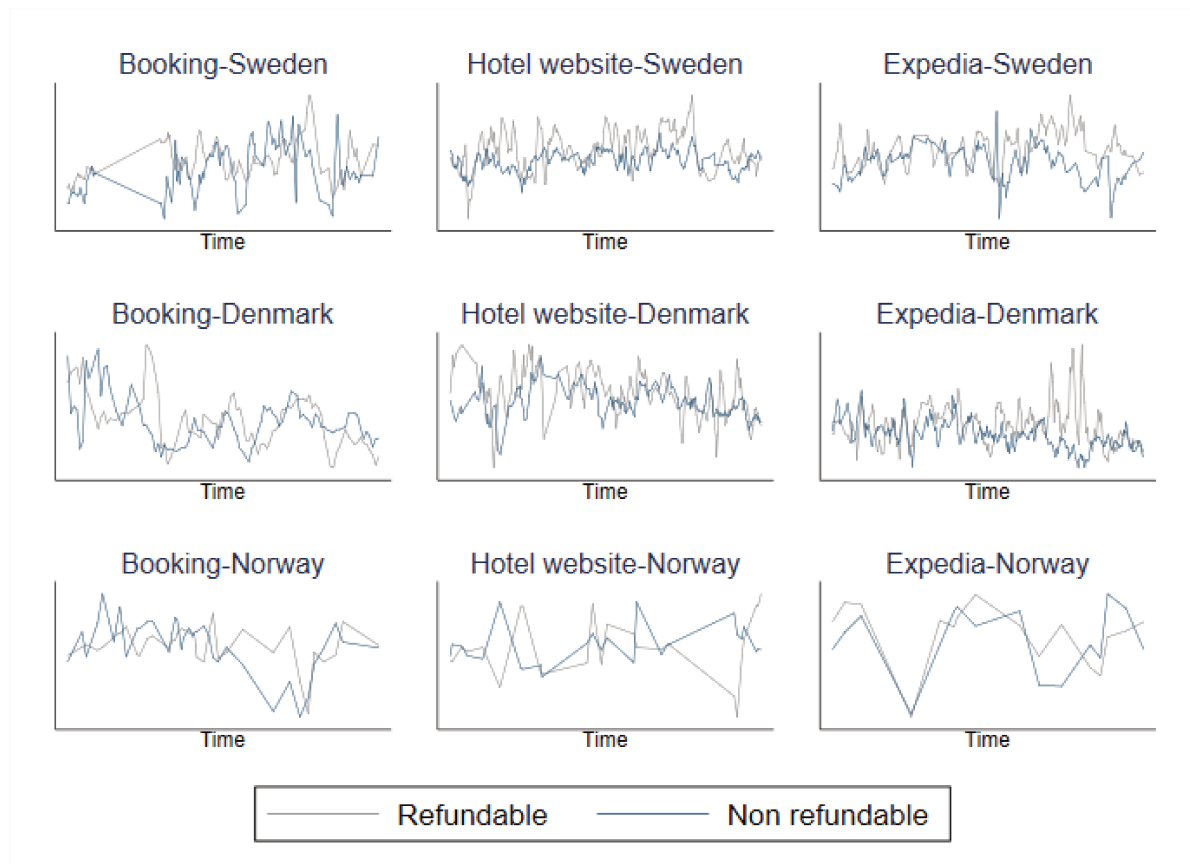 Booking-Sweden
Hotel website-Sweden
Expedia-Sweden
Time
Time
Time
Booking-Denmark
Hotel website-Denmark
Expedia-Denmark
Time
Time
Time
Booking-Norway
Hotel website-Norway
Expedia-Norway
Time
Time
Time
Refundable
Non refundable